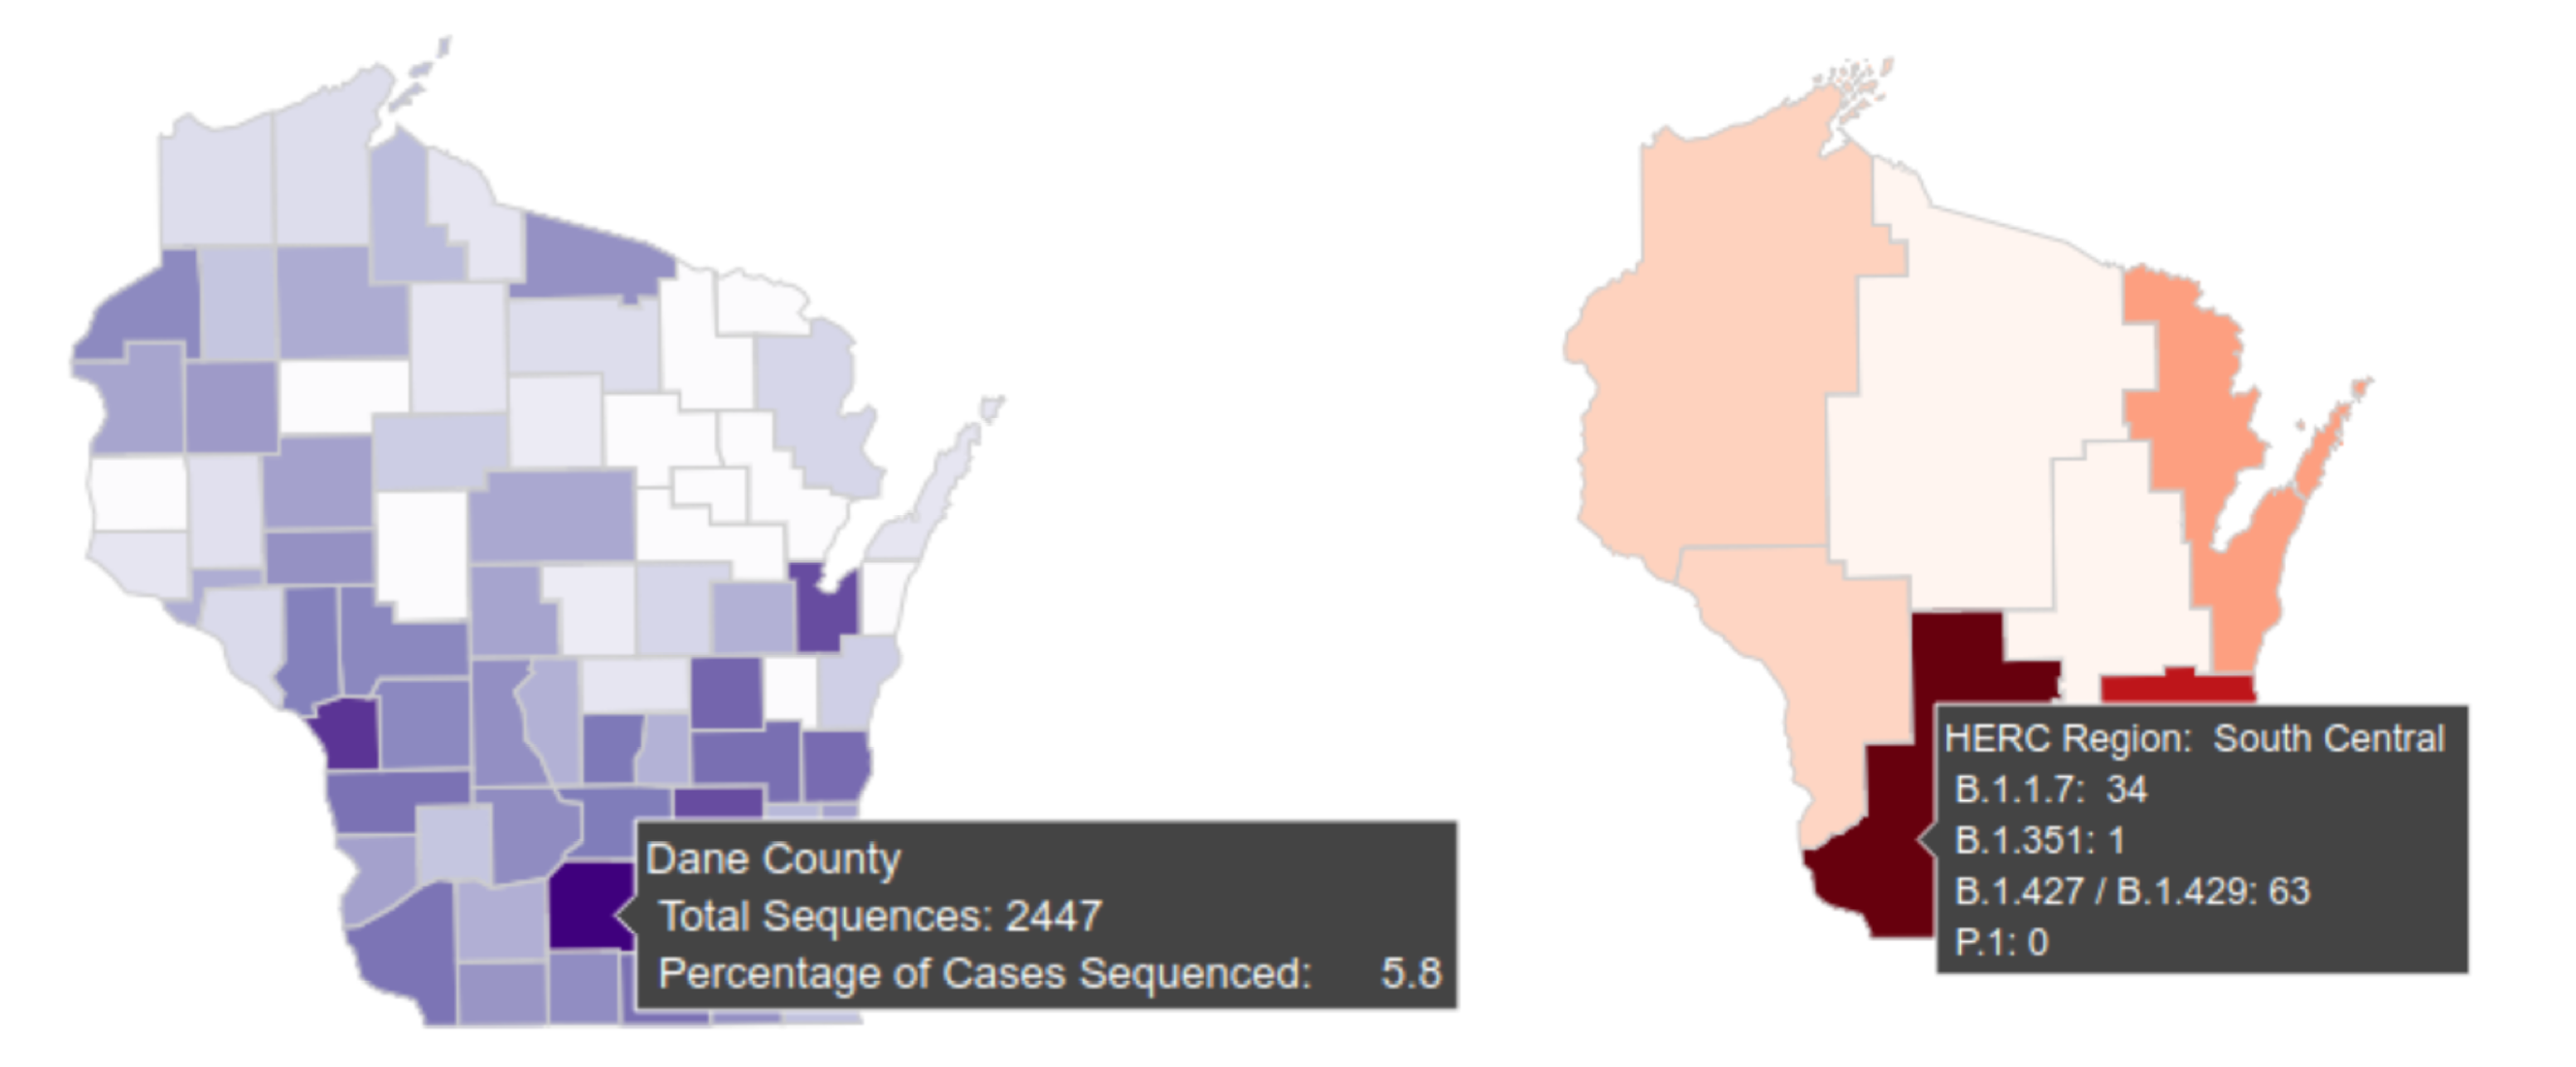 Dane County
Total Sequences: 2447
Percentage of Cases Sequenced: 5.8
HERC Region: South Central
B.1.1.7: 34
B.1.351: 1
B.1.427 / B.1.429: 63
P.1: 0